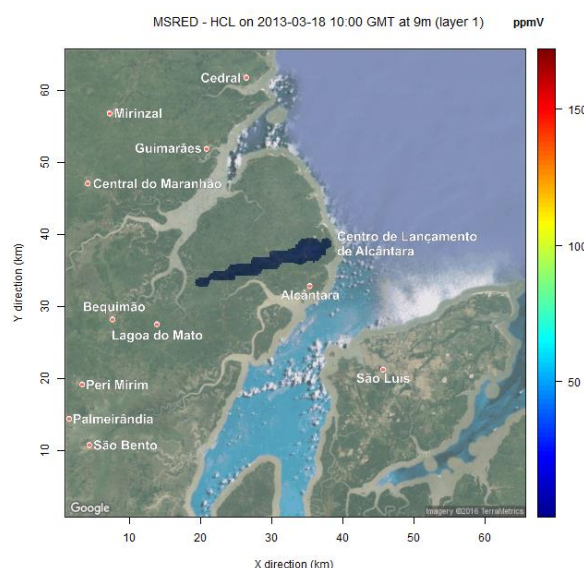 MSRED - HCL on 2013-03-18 10:00 GMT at 9m (layer 1)
ppmV
Cedral
Mirinzal
Guimarães
Central do Maranhão
Centro de Lançamento
de Alcântara
Alcântara
Bequimão
Lagoa do Mato
São Luis
Peri Mirim
Palmeirândia
São Bento
Google
Imagery ©2016 TerraMetrics
Y direction (km)
60
50
40
30
20
10
10
20
30
40
50
60
X direction (km)
150
100
50